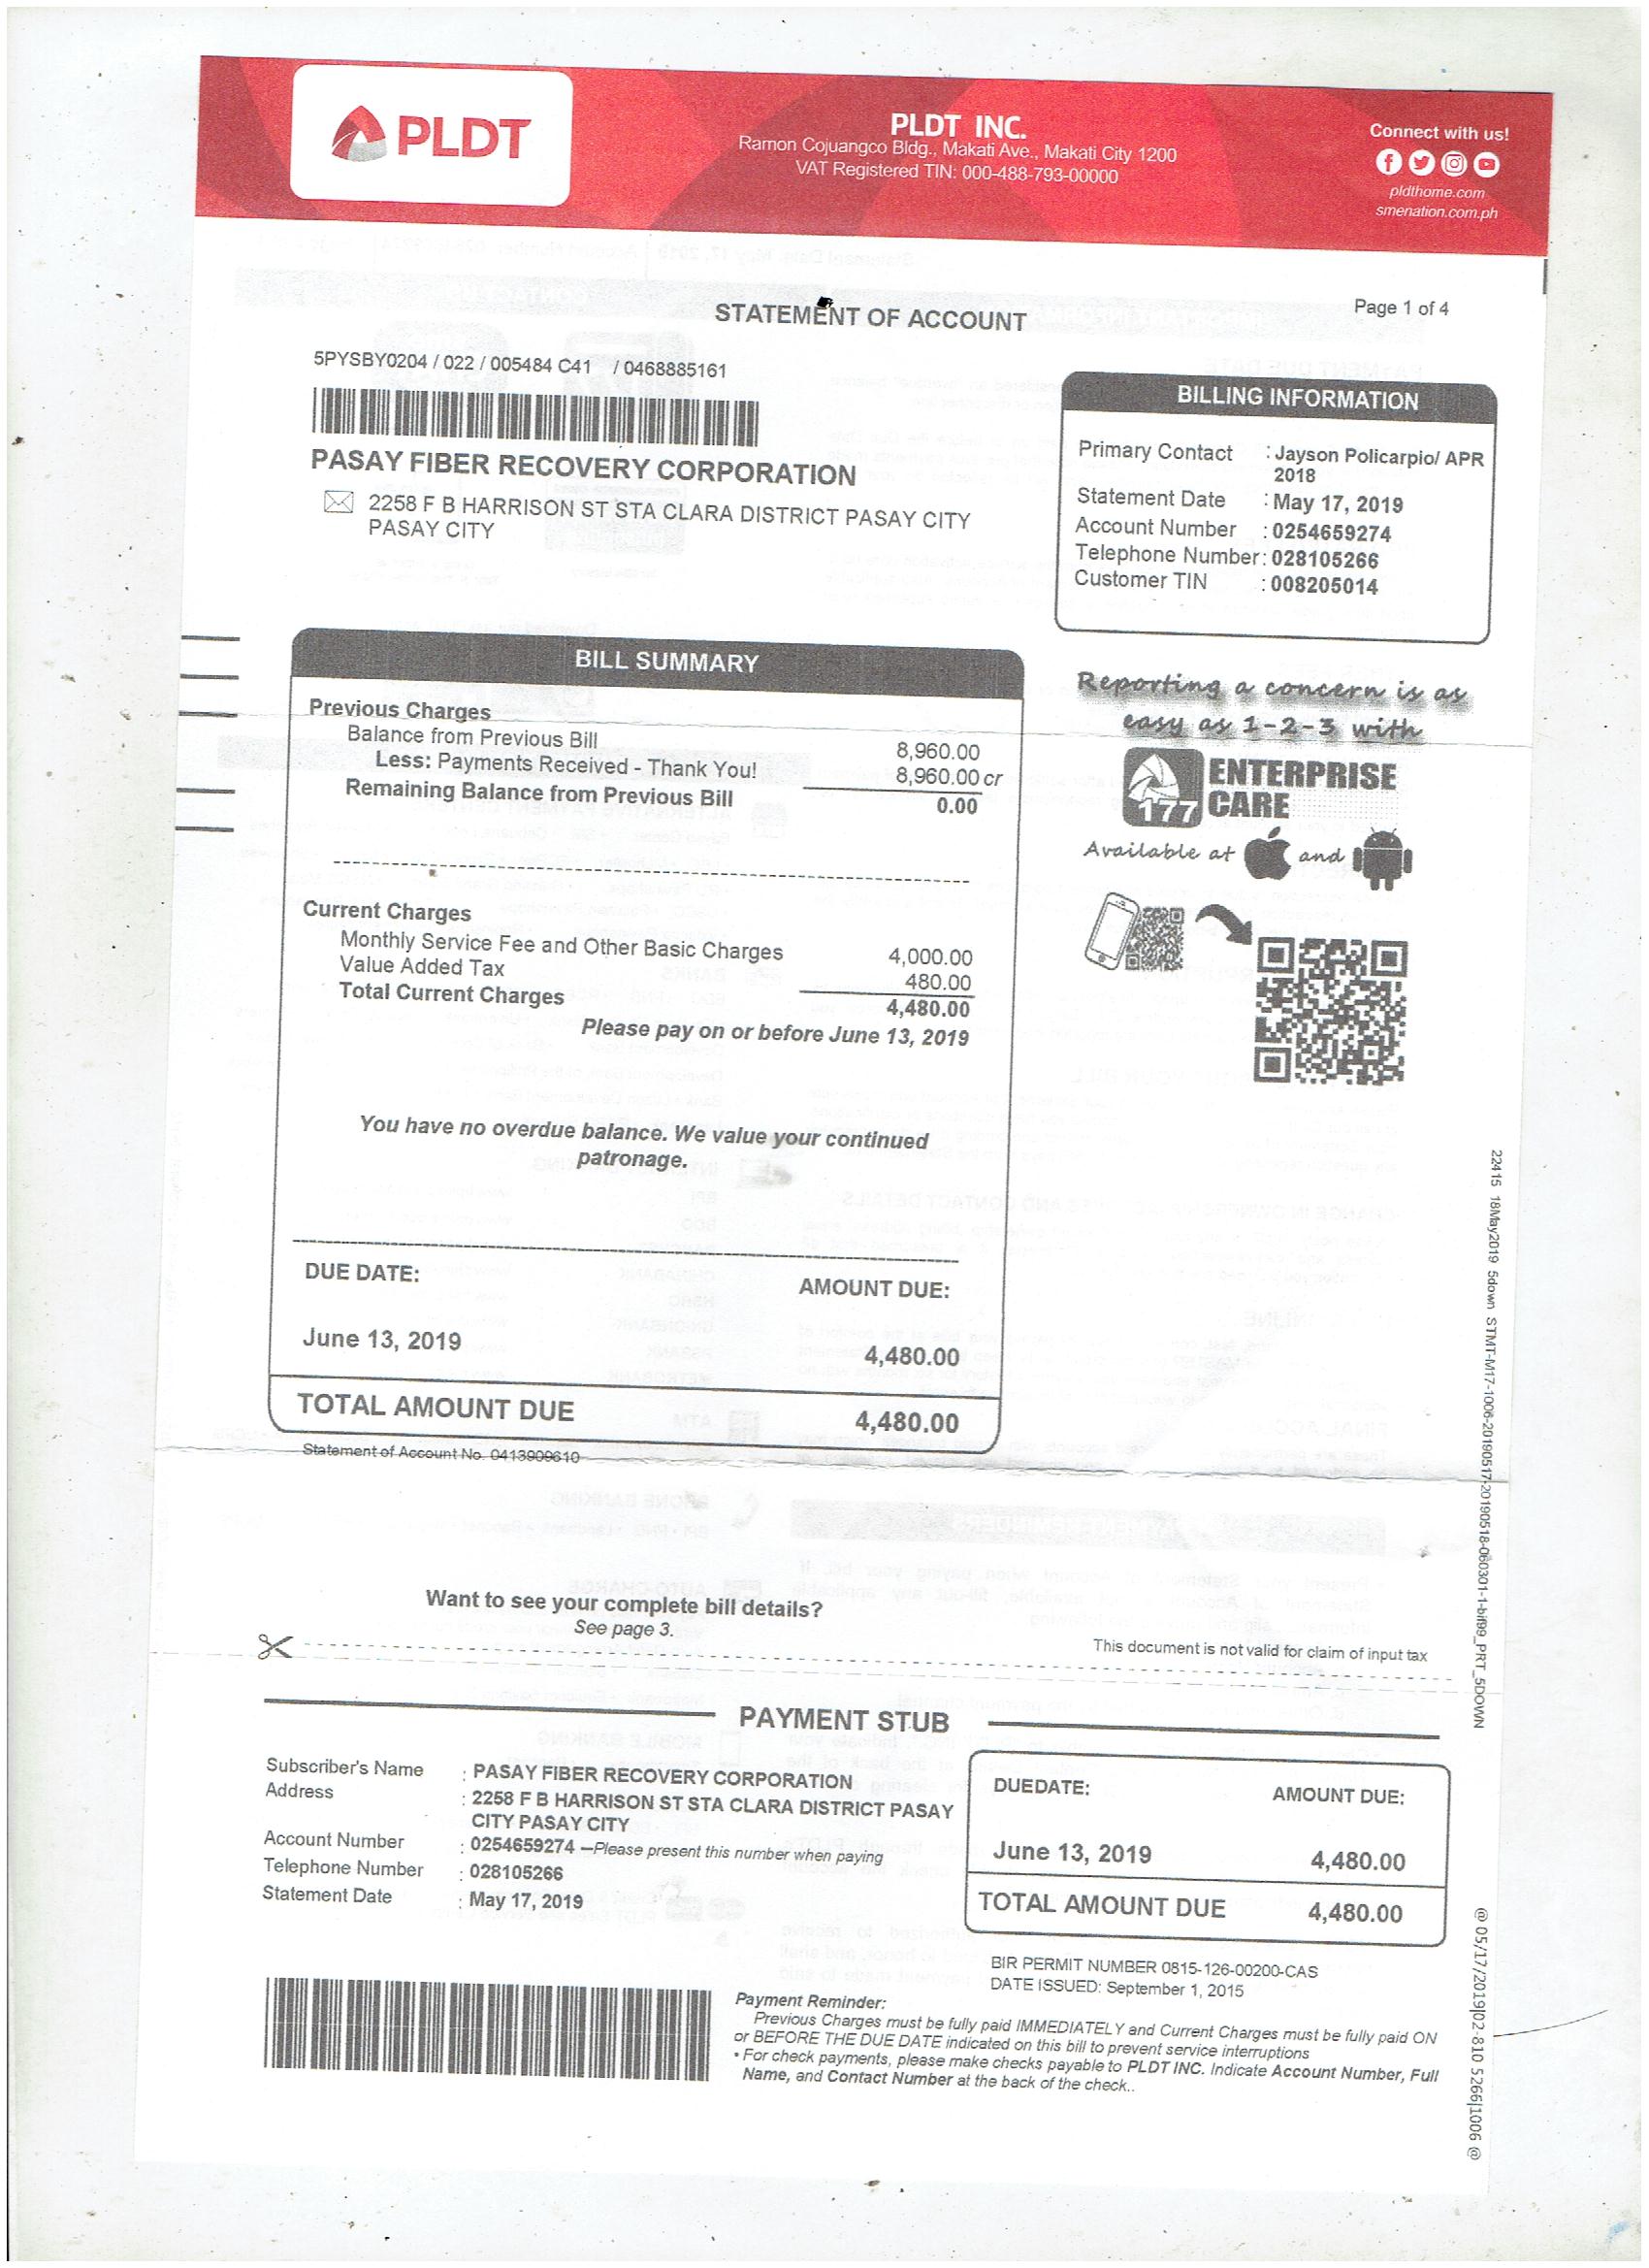 PLDT
PLDT INC.
Ramon Cojuangco Bldg., Makati Ave., Makati City 1200
VAT Registered TIN: 000-488-793-00000
Connect with us!
pldthome.com
smenation.com.ph
STATEMENT OF ACCOUNT
Page 1 of 4
5PYSBY0204 / 022 / 005484 C41 / 0468885161
PASAY FIBER RECOVERY CORPORATION
2258 F B HARRISON ST STA CLARA DISTRICT PASAY CITY
PASAY CITY
BILLING INFORMATION
Primary Contact : Jayson Policarpio/ APR
2018
Statement Date : May 17, 2019
Account Number : 0254659274
Telephone Number: 028105266
Customer TIN : 008205014
BILL SUMMARY
Previous Charges
Balance from Previous Bill 8,960.00
Less: Payments Received - Thank You! 8,960.00 cr
Remaining Balance from Previous Bill 0.00
Current Charges
Monthly Service Fee and Other Basic Charges 4,000.00
Value Added Tax 480.00
Total Current Charges 4,480.00
Please pay on or before June 13, 2019
You have no overdue balance. We value your continued
patronage.
DUE DATE: AMOUNT DUE:
June 13, 2019 4,480.00
TOTAL AMOUNT DUE 4,480.00
Statement of Account No. 0413909610
Reporting a concern is as
easy as 1-2-3 with
177 ENTERPRISE
CARE
Available at and
Want to see your complete bill details?
See page 3.
This document is not valid for claim of input tax
PAYMENT STUB
Subscriber's Name : PASAY FIBER RECOVERY CORPORATION
Address : 2258 F B HARRISON ST STA CLARA DISTRICT PASAY
CITY PASAY CITY
Account Number : 0254659274 –Please present this number when paying
Telephone Number : 028105266
Statement Date : May 17, 2019
DUEDATE: AMOUNT DUE:
June 13, 2019 4,480.00
TOTAL AMOUNT DUE 4,480.00
BIR PERMIT NUMBER 0815-126-00200-CAS
DATE ISSUED: September 1, 2015
Payment Reminder:
Previous Charges must be fully paid IMMEDIATELY and Current Charges must be fully paid ON
or BEFORE THE DUE DATE indicated on this bill to prevent service interruptions
• For check payments, please make checks payable to PLDT INC. Indicate Account Number, Full
Name, and Contact Number at the back of the check..
22415 18May2019 5down STMT-M17-1006-20190517-20190518-060301-1-bif99_PRT_5DOWN
@ 05/17/2019|02-810 5266|1006 @